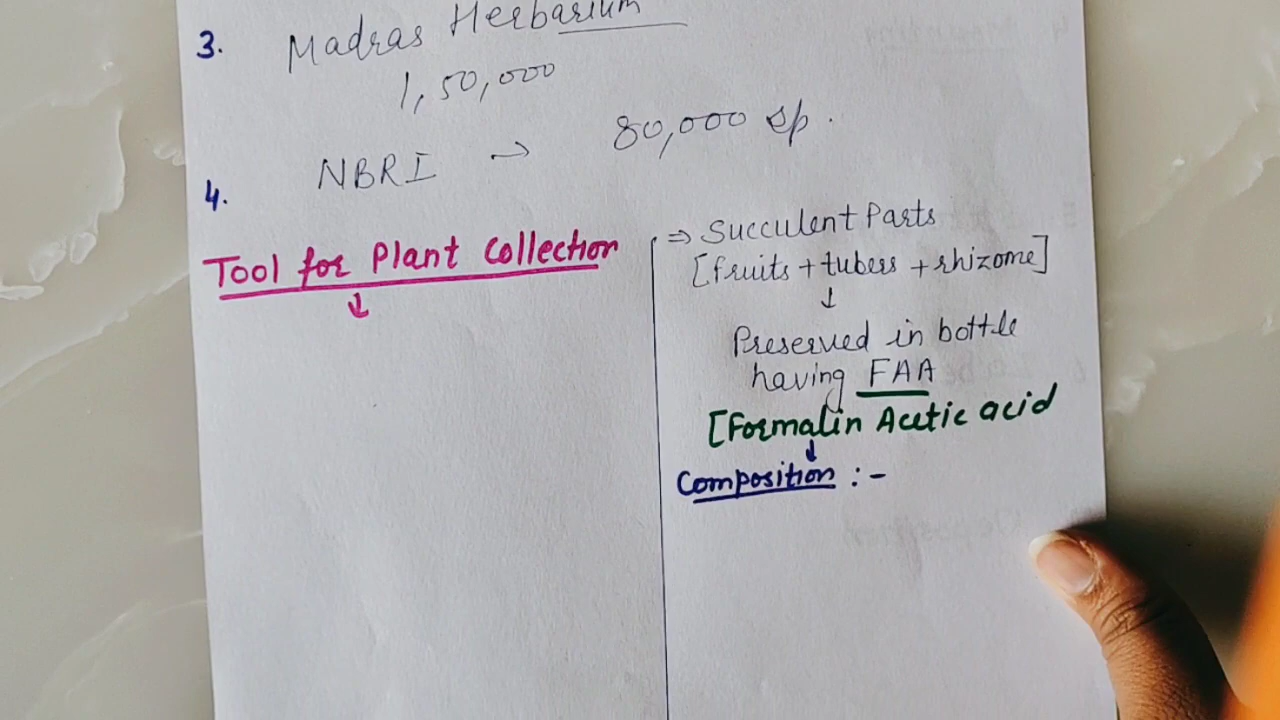 3. Madras Herbarium
1,50,000
4. NBRI → 80,000 sp.
Tool for Plant Collection
↓
⇒ Succulent Parts
[fruits + tubers + rhizome]
↓
Preserved in bottle
having FAA
[Formalin Acetic acid
↓
Composition :-